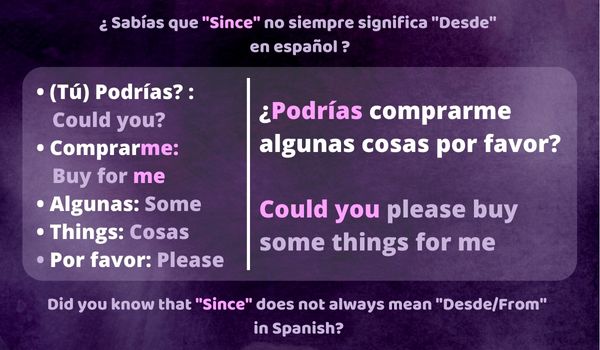 ¿ Sabías que "Since" no siempre significa "Desde"
en español ?
• (Tú) Podrías? :
Could you?
• Comprarme:
Buy for me
• Algunas: Some
• Things: Cosas
• Por favor: Please
¿Podrías comprarme
algunas cosas por favor?
Could you please buy
some things for me
Did you know that "Since" does not always mean "Desde/From"
in Spanish?